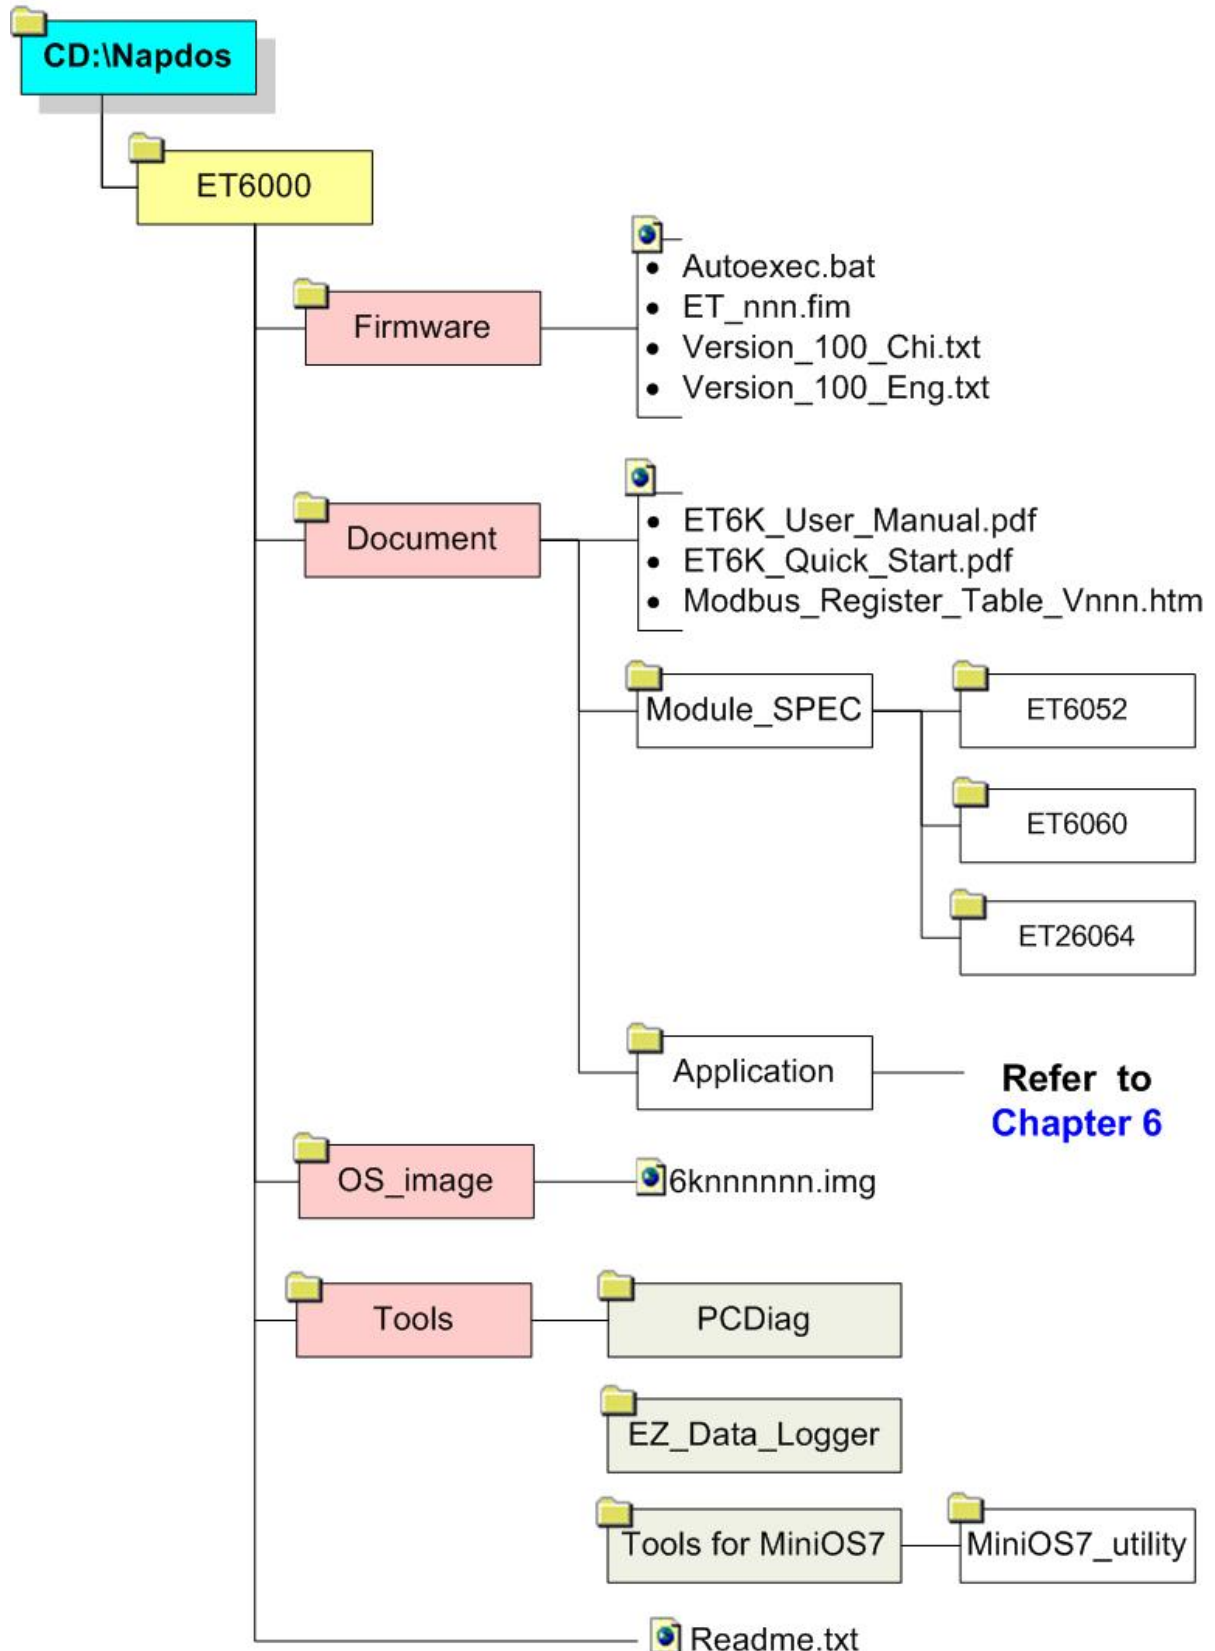 CD:\Napdos
ET6000
Firmware
• Autoexec.bat
• ET_nnn.fim
• Version_100_Chi.txt
• Version_100_Eng.txt
Document
• ET6K_User_Manual.pdf
• ET6K_Quick_Start.pdf
• Modbus_Register_Table_Vnnn.htm
Module_SPEC
ET6052
ET6060
ET26064
Application
Refer to
Chapter 6
OS_image
6knnnnnn.img
Tools
PCDiag
EZ_Data_Logger
Tools for MiniOS7
MiniOS7_utility
Readme.txt